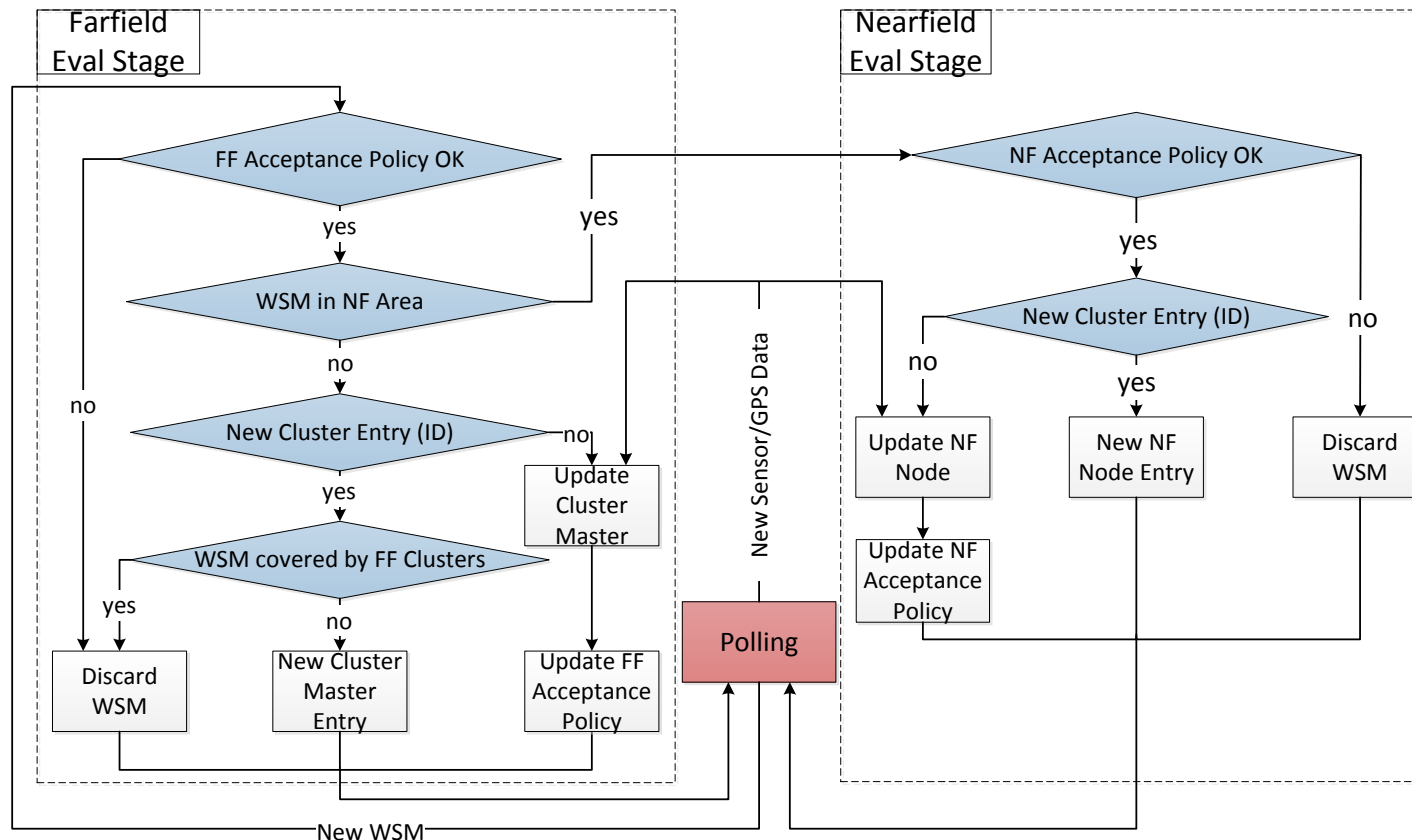 Farfield
Eval Stage
FF Acceptance Policy OK
yes
yes
WSM in NF Area
no
no
New Cluster Entry (ID)
no
yes
Update
Cluster
Master
WSM covered by FF Clusters
yes
no
Discard
WSM
New Cluster
Master
Entry
Update FF
Acceptance
Policy
New WSM
New Sensor/GPS Data
Polling
Nearfield
Eval Stage
NF Acceptance Policy OK
yes
no
New Cluster Entry (ID)
no
yes
Update NF
Node
New NF
Node Entry
Discard
WSM
Update NF
Acceptance
Policy